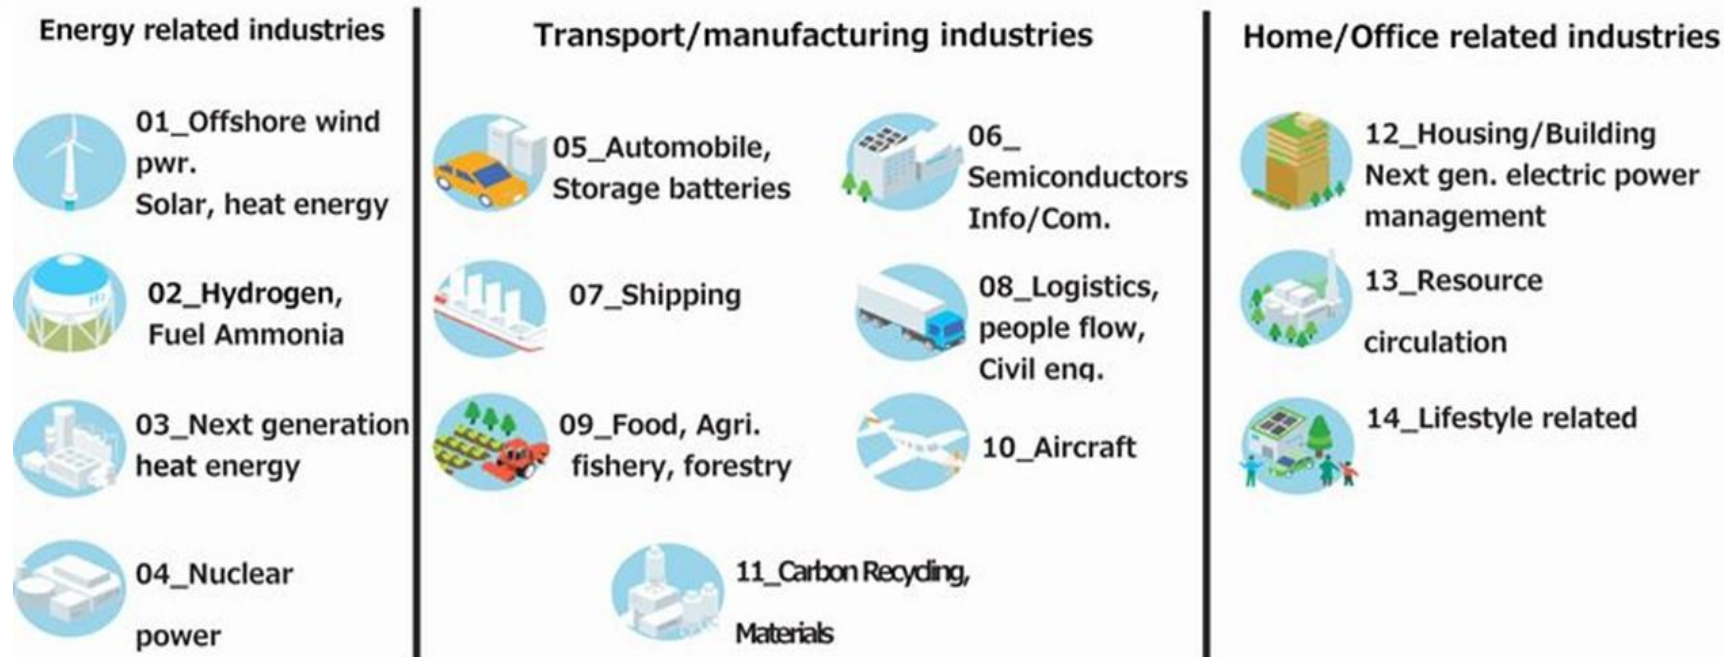 Energy related industries
01_Offshore wind
pwr.
Solar, heat energy
02_Hydrogen,
Fuel Ammonia
03_Next generation
heat energy
04_Nuclear
power
Transport/manufacturing industries
05_Automobile,
Storage batteries
06_
Semiconductors
Info/Com.
07_Shipping
08_Logistics,
people flow,
Civil eng.
09_Food, Agri.
fishery, forestry
10_Aircraft
11_Carbon Recycling,
Materials
Home/Office related industries
12_Housing/Building
Next gen. electric power
management
13_Resource
circulation
14_Lifestyle related